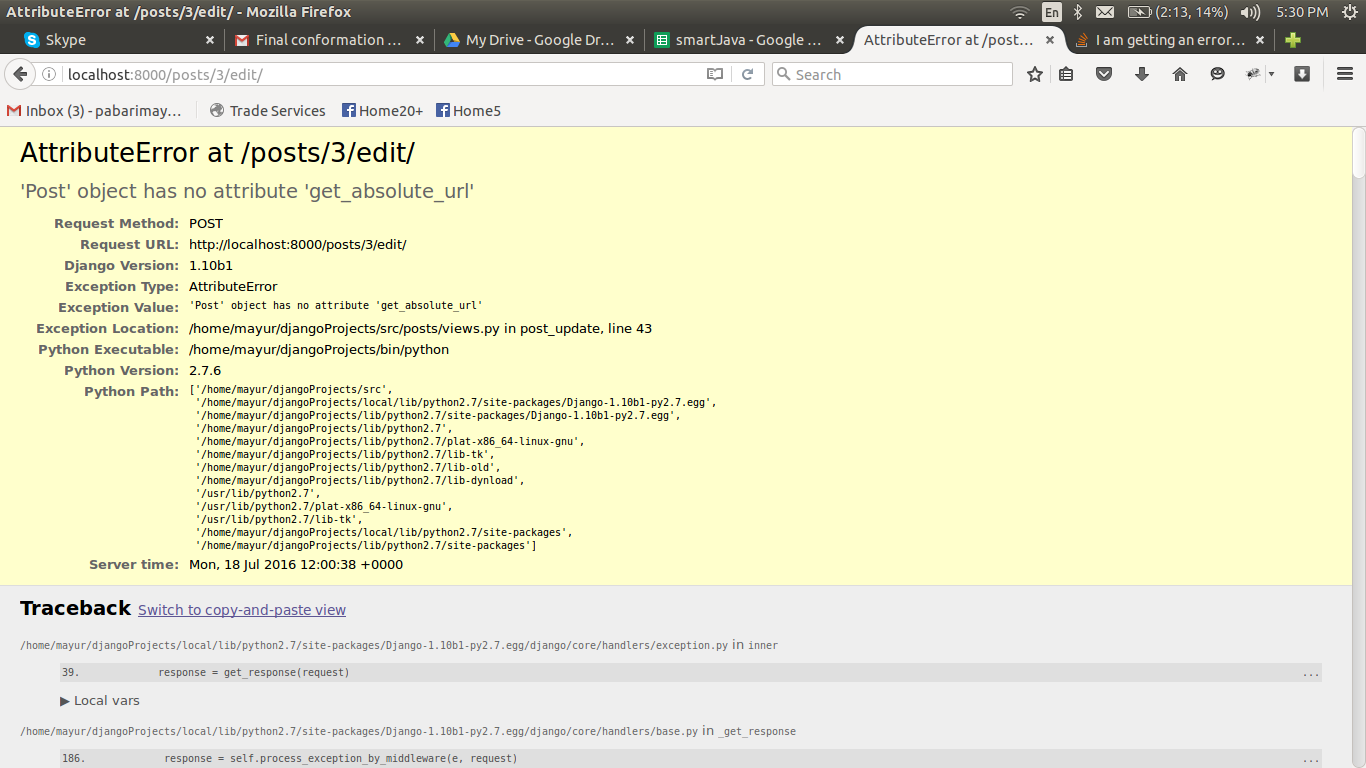 AttributeError at /posts/3/edit/ - Mozilla Firefox
En
(2:13, 14%)
5:30 PM
Skype
Final conformation ...
My Drive - Google Dr...
smartJava - Google ...
AttributeError at /post...
I am getting an error...
localhost:8000/posts/3/edit/
Search
Inbox (3) - pabarimay...
Trade Services
Home20+
Home5
AttributeError at /posts/3/edit/
'Post' object has no attribute 'get_absolute_url'
Request Method: POST
Request URL: http://localhost:8000/posts/3/edit/
Django Version: 1.10b1
Exception Type: AttributeError
Exception Value: 'Post' object has no attribute 'get_absolute_url'
Exception Location: /home/mayur/djangoProjects/src/posts/views.py in post_update, line 43
Python Executable: /home/mayur/djangoProjects/bin/python
Python Version: 2.7.6
Python Path: ['/home/mayur/djangoProjects/src',
'/home/mayur/djangoProjects/local/lib/python2.7/site-packages/Django-1.10b1-py2.7.egg',
'/home/mayur/djangoProjects/lib/python2.7/site-packages/Django-1.10b1-py2.7.egg',
'/home/mayur/djangoProjects/lib/python2.7',
'/home/mayur/djangoProjects/lib/python2.7/plat-x86_64-linux-gnu',
'/home/mayur/djangoProjects/lib/python2.7/lib-tk',
'/home/mayur/djangoProjects/lib/python2.7/lib-old',
'/home/mayur/djangoProjects/lib/python2.7/lib-dynload',
'/usr/lib/python2.7',
'/usr/lib/python2.7/plat-x86_64-linux-gnu',
'/usr/lib/python2.7/lib-tk',
'/home/mayur/djangoProjects/local/lib/python2.7/site-packages',
'/home/mayur/djangoProjects/lib/python2.7/site-packages']
Server time: Mon, 18 Jul 2016 12:00:38 +0000
Traceback Switch to copy-and-paste view
/home/mayur/djangoProjects/local/lib/python2.7/site-packages/Django-1.10b1-py2.7.egg/django/core/handlers/exception.py in inner
39. response = get_response(request) ...
▶ Local vars
/home/mayur/djangoProjects/local/lib/python2.7/site-packages/Django-1.10b1-py2.7.egg/django/core/handlers/base.py in _get_response
186. response = self.process_exception_by_middleware(e, request) ...